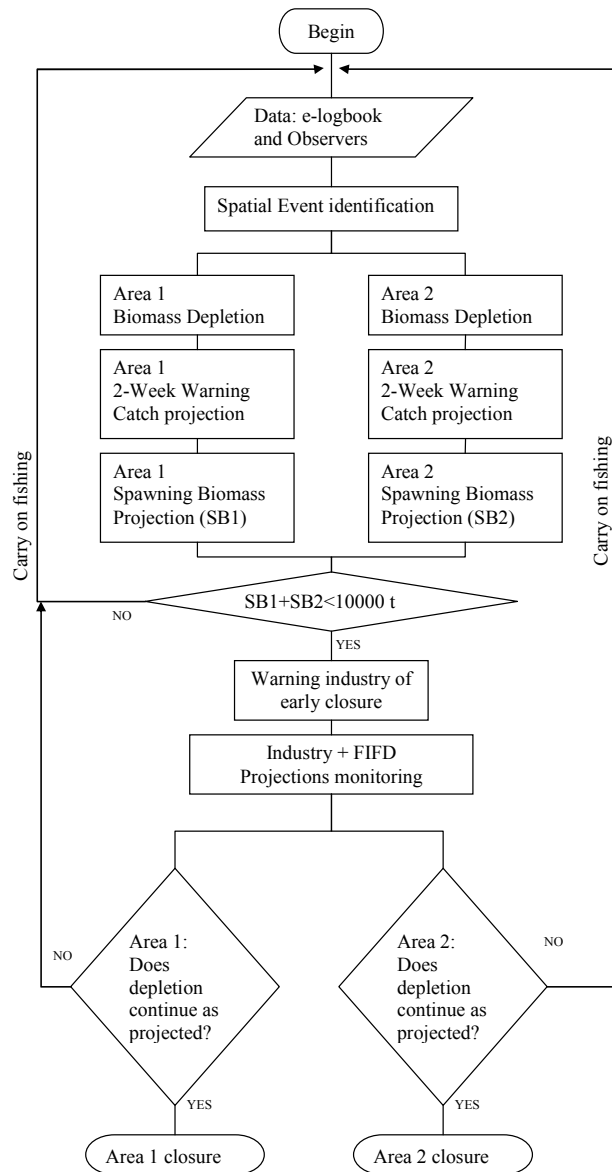 Begin
Data: e-logbook
and Observers
Spatial Event identification
Area 1
Biomass Depletion
Area 2
Biomass Depletion
Area 1
2-Week Warning
Catch projection
Area 2
2-Week Warning
Catch projection
Area 1
Spawning Biomass
Projection (SB1)
Area 2
Spawning Biomass
Projection (SB2)
Carry on fishing
Carry on fishing
SB1+SB2<10000 t
NO
YES
Warning industry of
early closure
Industry + FIFD
Projections monitoring
Area 1:
Does
depletion
continue as
projected?
NO
YES
Area 2:
Does
depletion
continue as
projected?
NO
YES
Area 1 closure
Area 2 closure